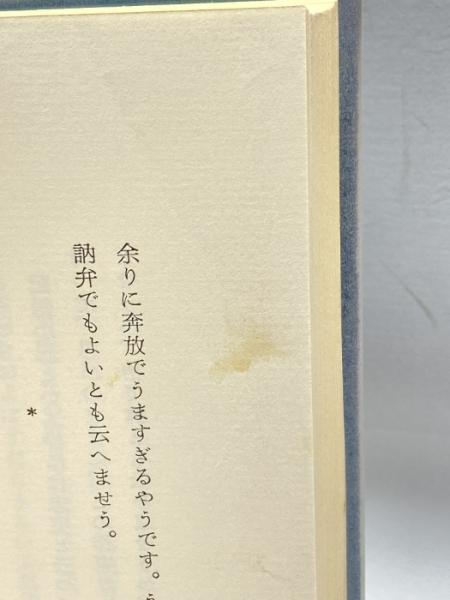 余りに奔放でうますぎるやうです。
訥弁でもよいとも云へませう。
*